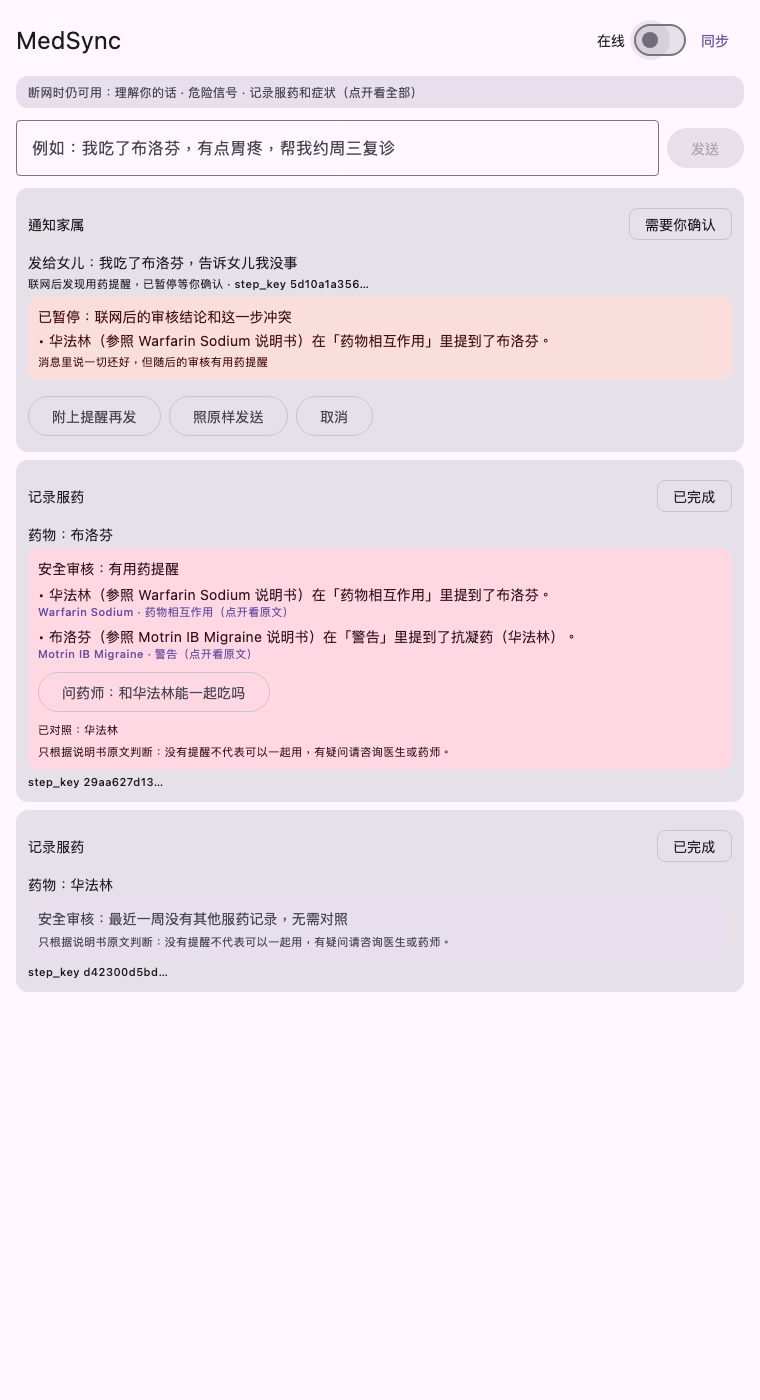 MedSync
在线
同步
断网时仍可用：理解你的话 · 危险信号 · 记录服药和症状（点开看全部）
例如：我吃了布洛芬，有点胃疼，帮我约周三复诊
发送
通知家属
需要你确认
发给女儿：我吃了布洛芬，告诉女儿我没事
联网后发现用药提醒，已暂停等你确认 · step_key 5d10a1a356…
已暂停：联网后的审核结论和这一步冲突
• 华法林（参照 Warfarin Sodium 说明书）在「药物相互作用」里提到了布洛芬。
消息里说一切还好，但随后的审核有用药提醒
附上提醒再发
照原样发送
取消
记录服药
已完成
药物：布洛芬
安全审核：有用药提醒
• 华法林（参照 Warfarin Sodium 说明书）在「药物相互作用」里提到了布洛芬。
Warfarin Sodium · 药物相互作用（点开看原文）
• 布洛芬（参照 Motrin IB Migraine 说明书）在「警告」里提到了抗凝药（华法林）。
Motrin IB Migraine · 警告（点开看原文）
问药师：和华法林能一起吃吗
已对照：华法林
只根据说明书原文判断：没有提醒不代表可以一起用，有疑问请咨询医生或药师。
step_key 29aa627d13…
记录服药
已完成
药物：华法林
安全审核：最近一周没有其他服药记录，无需对照
只根据说明书原文判断：没有提醒不代表可以一起用，有疑问请咨询医生或药师。
step_key d42300d5bd…